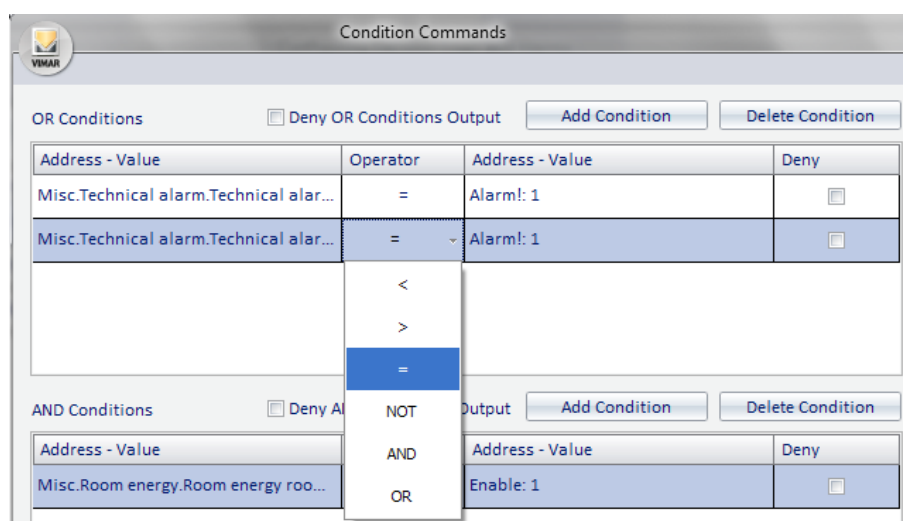 Condition Commands
VIMAR
OR Conditions Deny OR Conditions Output Add Condition Delete Condition
Address - Value Operator Address - Value Deny
Misc.Technical alarm.Technical alar... = Alarm!: 1
Misc.Technical alarm.Technical alar... = Alarm!: 1
<
>
=
AND Conditions Deny A NOT Output Add Condition Delete Condition
Address - Value AND Address - Value Deny
Misc.Room energy.Room energy roo... Enable: 1
OR